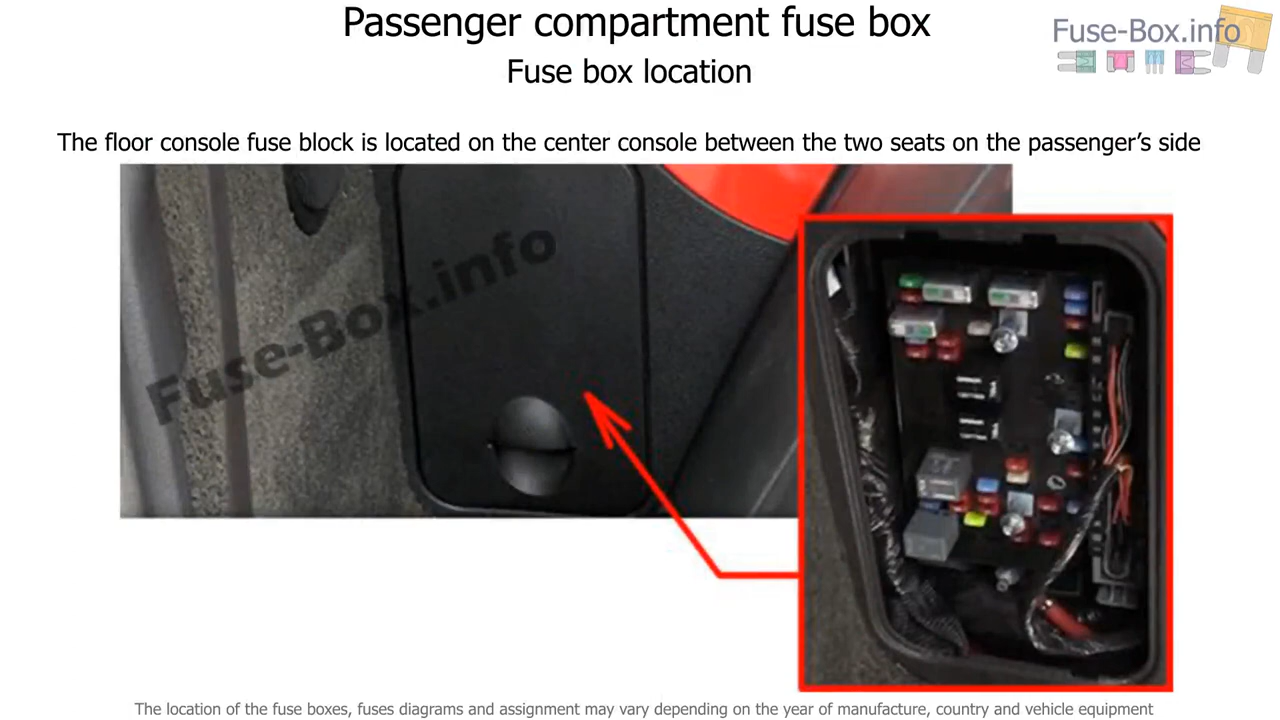 Passenger compartment fuse box
Fuse-Box.info
Fuse box location
The floor console fuse block is located on the center console between the two seats on the passenger’s side
Fuse-Box.info
The location of the fuse boxes, fuses diagrams and assignment may vary depending on the year of manufacture, country and vehicle equipment